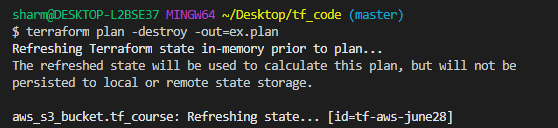 sharm@DESKTOP-L2BSE37 MINGW64 ~/Desktop/tf_code (master)
$ terraform plan -destroy -out=ex.plan
Refreshing Terraform state in-memory prior to plan...
The refreshed state will be used to calculate this plan, but will not be
persisted to local or remote state storage.
aws_s3_bucket.tf_course: Refreshing state... [id=tf-aws-june28]